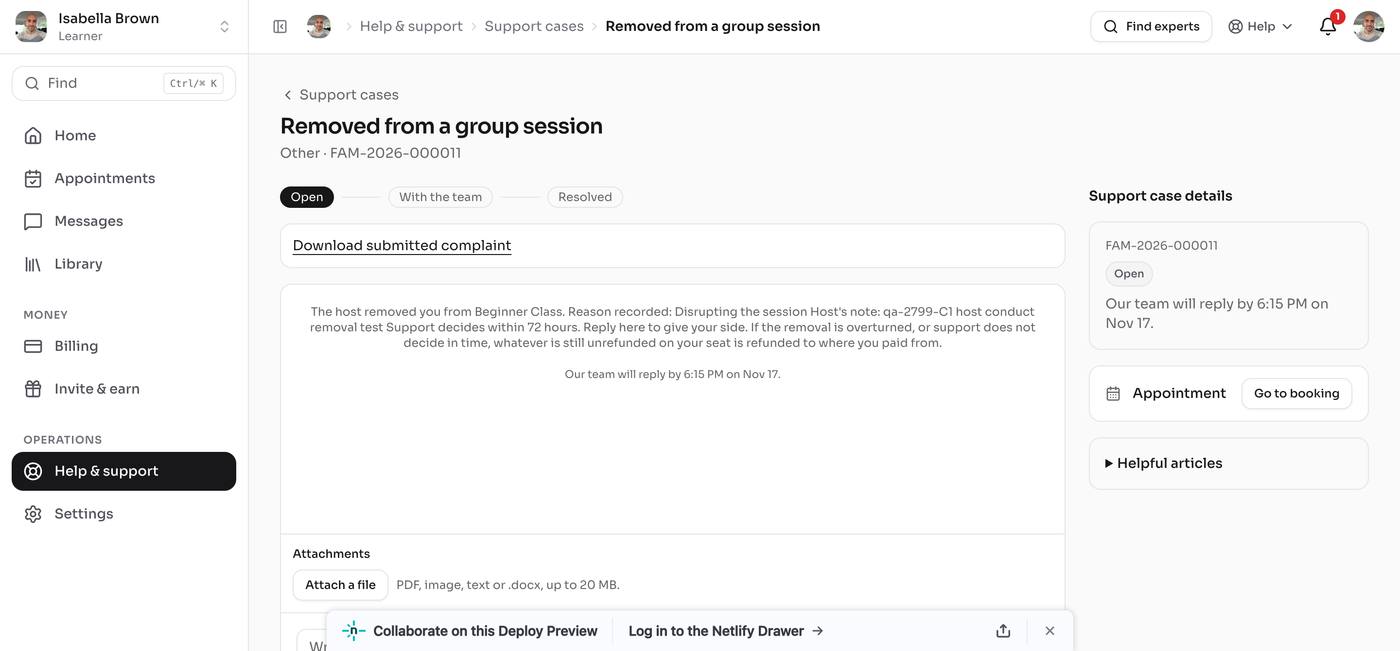 Isabella Brown
Learner
Help & support
Support cases
Removed from a group session
Find experts
Help
1
Find
Ctrl/⌘ K
Home
Appointments
Messages
Library
MONEY
Billing
Invite & earn
OPERATIONS
Help & support
Settings
Support cases
Removed from a group session
Other · FAM-2026-000011
Open
With the team
Resolved
Download submitted complaint
The host removed you from Beginner Class. Reason recorded: Disrupting the session Host's note: qa-2799-C1 host conduct
removal test Support decides within 72 hours. Reply here to give your side. If the removal is overturned, or support does not
decide in time, whatever is still unrefunded on your seat is refunded to where you paid from.
Our team will reply by 6:15 PM on Nov 17.
Attachments
Attach a file
PDF, image, text or .docx, up to 20 MB.
Support case details
FAM-2026-000011
Open
Our team will reply by 6:15 PM on
Nov 17.
Appointment
Go to booking
Helpful articles
Collaborate on this Deploy Preview
Log in to the Netlify Drawer →